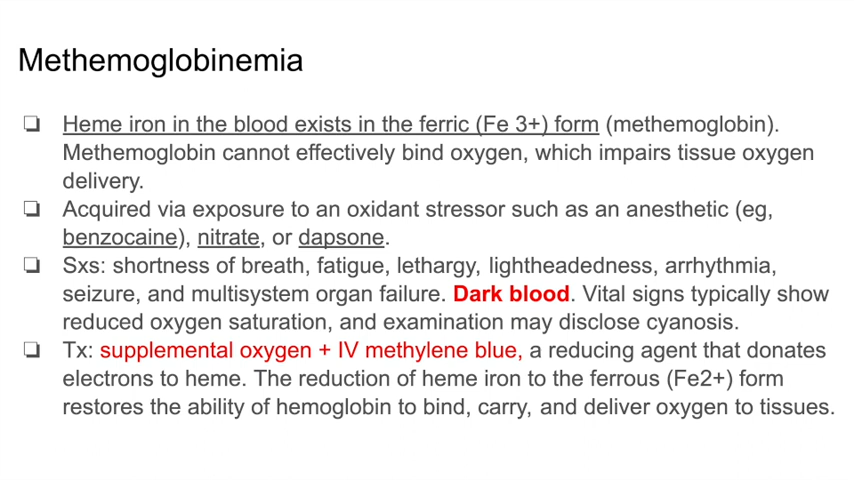 Methemoglobinemia
❏ Heme iron in the blood exists in the ferric (Fe 3+) form (methemoglobin).
Methemoglobin cannot effectively bind oxygen, which impairs tissue oxygen
delivery.
❏ Acquired via exposure to an oxidant stressor such as an anesthetic (eg,
benzocaine), nitrate, or dapsone.
❏ Sxs: shortness of breath, fatigue, lethargy, lightheadedness, arrhythmia,
seizure, and multisystem organ failure. Dark blood. Vital signs typically show
reduced oxygen saturation, and examination may disclose cyanosis.
❏ Tx: supplemental oxygen + IV methylene blue, a reducing agent that donates
electrons to heme. The reduction of heme iron to the ferrous (Fe2+) form
restores the ability of hemoglobin to bind, carry, and deliver oxygen to tissues.